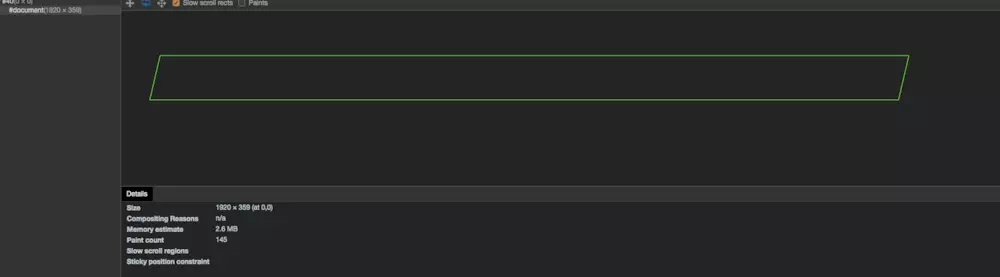 #40(0 × 0)
#document(1920 × 359)
Slow scroll rects
Paints
Details
Size 1920 × 359 (at 0,0)
Compositing Reasons n/a
Memory estimate 2.6 MB
Paint count 145
Slow scroll regions
Sticky position constraint